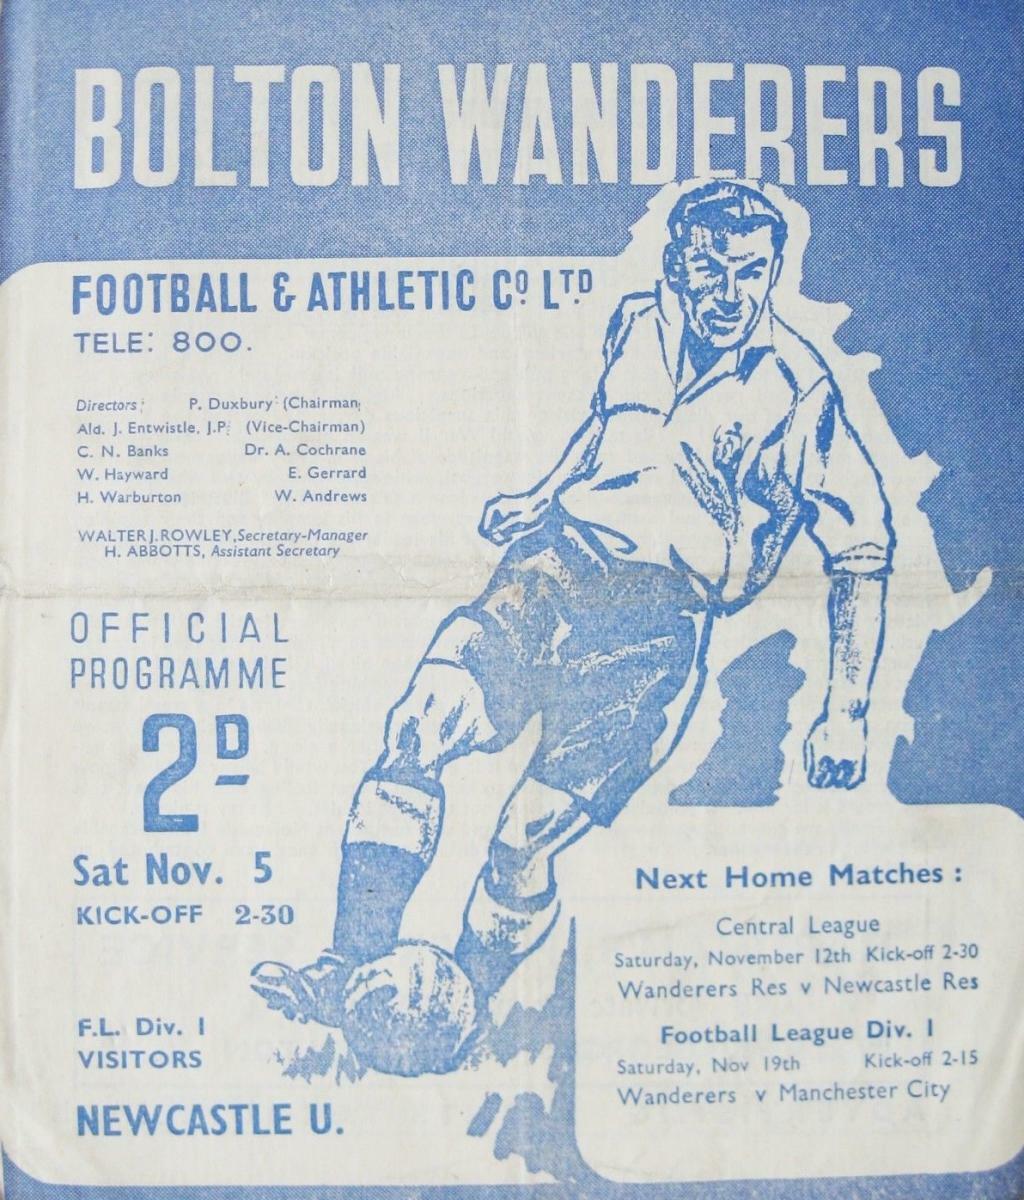 BOLTON WANDERERS
FOOTBALL & ATHLETIC Cº LTD
TELE: 800.
Directors: P. Duxbury (Chairman)
Ald. J. Entwistle, J.P. (Vice-Chairman)
C. N. Banks Dr. A. Cochrane
W. Hayward E. Gerrard
H. Warburton W. Andrews
WALTER J. ROWLEY, Secretary-Manager
H. ABBOTTS, Assistant Secretary
OFFICIAL
PROGRAMME
2D
Sat Nov. 5
KICK-OFF 2-30
F.L. Div. I
VISITORS
NEWCASTLE U.
Next Home Matches :
Central League
Saturday, November 12th Kick-off 2-30
Wanderers Res v Newcastle Res
Football League Div. I
Saturday, Nov 19th Kick-off 2-15
Wanderers v Manchester City